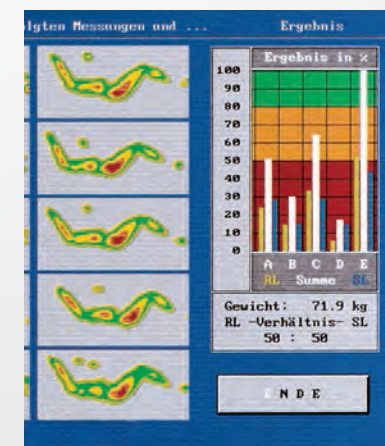 lgten Messungen und ...
Ergebnis
Ergebnis in %
100
90
80
70
60
50
40
30
20
10
0
A B C D E
RL Summe SL
Gewicht: 71.9 kg
RL -Verhältnis- SL
50 : 50
E N D E